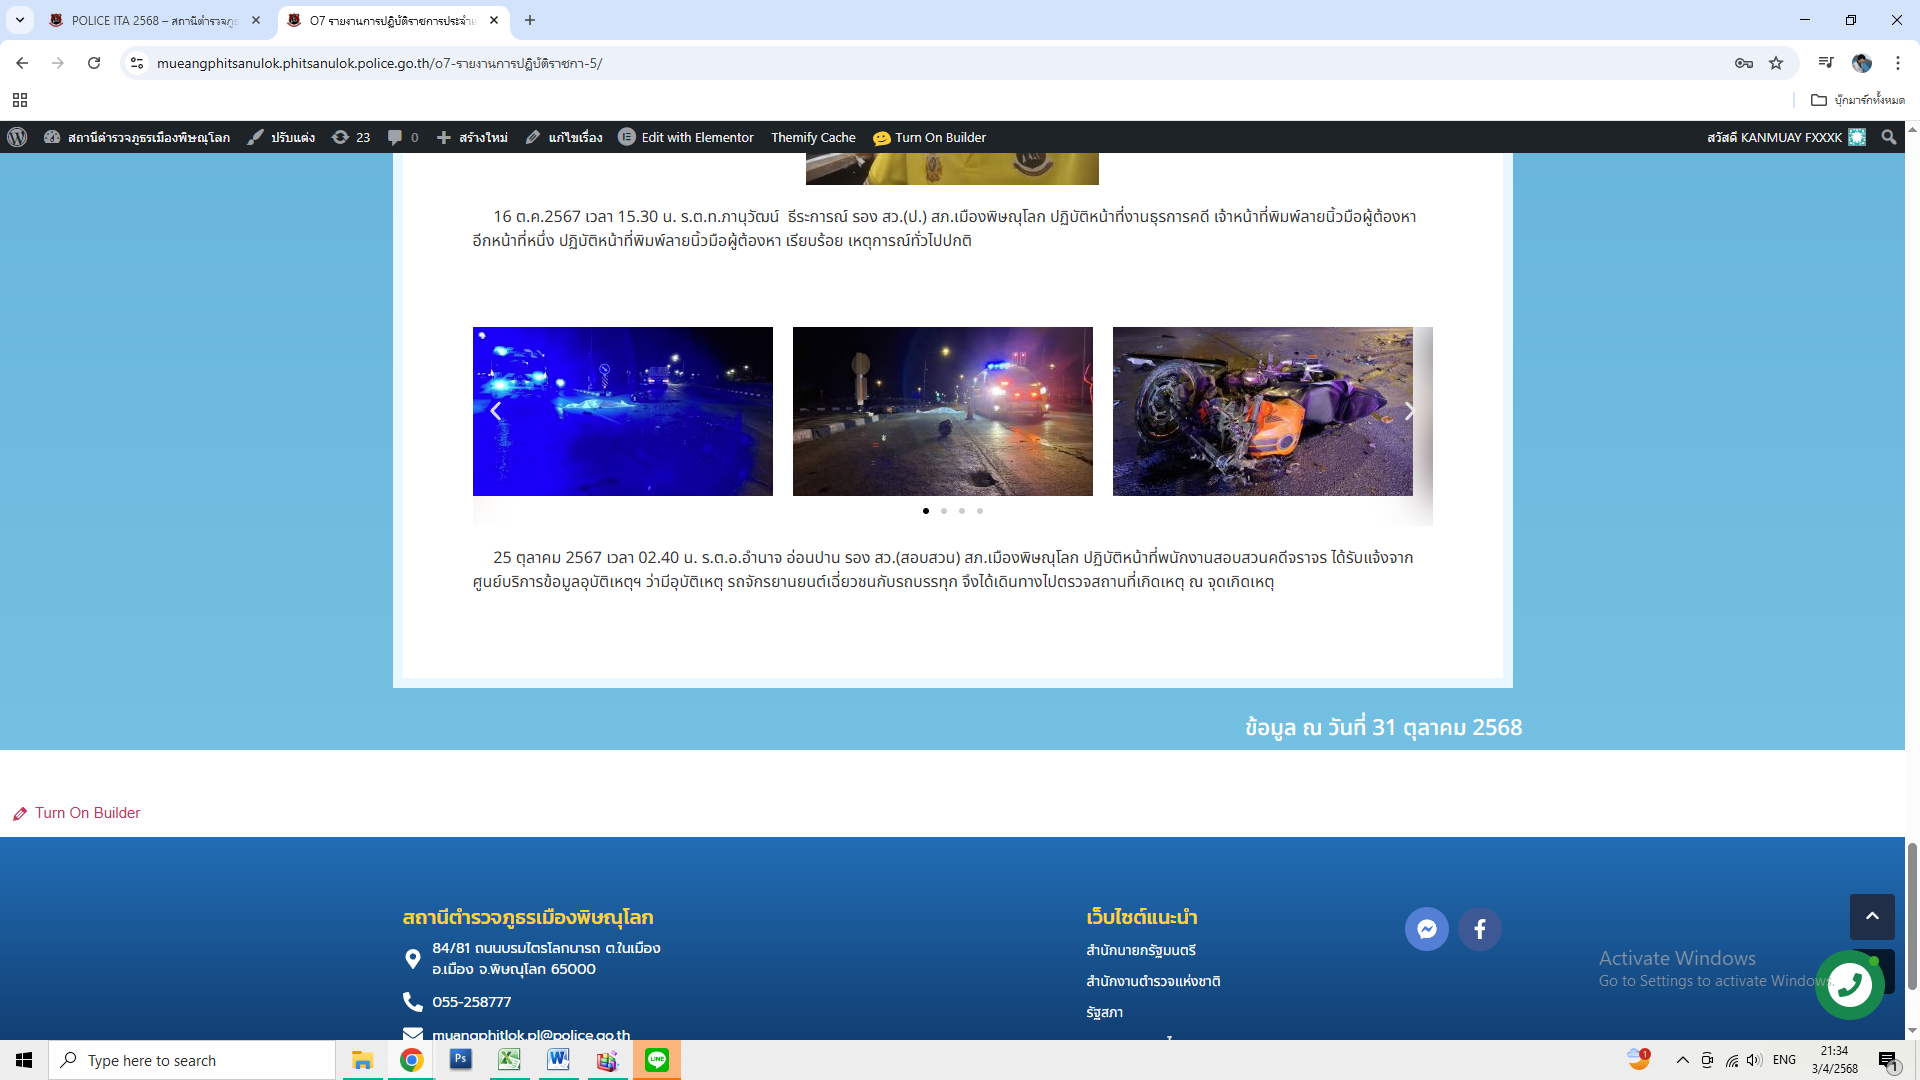 POLICE ITA 2568 – สถานีตำรวจภูธ
O7 รายงานการปฏิบัติราชการประจำ
mueangphitsanulok.phitsanulok.police.go.th/o7-รายงานการปฏิบัติราชกา-5/
บุ๊กมาร์กทั้งหมด
สถานีตำรวจภูธรเมืองพิษณุโลก ปรับแต่ง 23 0 สร้างใหม่ แก้ไขเรื่อง Edit with Elementor Themify Cache Turn On Builder สวัสดี KANMUAY FXXXK
16 ต.ค.2567 เวลา 15.30 น. ร.ต.ท.ภานุวัฒน์ ธีระการณ์ รอง สว.(ป.) สภ.เมืองพิษณุโลก ปฏิบัติหน้าที่งานธุรการคดี เจ้าหน้าที่พิมพ์ลายนิ้วมือผู้ต้องหา
อีกหน้าที่หนึ่ง ปฏิบัติหน้าที่พิมพ์ลายนิ้วมือผู้ต้องหา เรียบร้อย เหตุการณ์ทั่วไปปกติ
25 ตุลาคม 2567 เวลา 02.40 น. ร.ต.อ.อำนาจ อ่อนปาน รอง สว.(สอบสวน) สภ.เมืองพิษณุโลก ปฏิบัติหน้าที่พนักงานสอบสวนคดีจราจร ได้รับแจ้งจาก
ศูนย์บริการข้อมูลอุบัติเหตุฯ ว่ามีอุบัติเหตุ รถจักรยานยนต์เฉี่ยวชนกับรถบรรทุก จึงได้เดินทางไปตรวจสถานที่เกิดเหตุ ณ จุดเกิดเหตุ
ข้อมูล ณ วันที่ 31 ตุลาคม 2568
Turn On Builder
สถานีตำรวจภูธรเมืองพิษณุโลก
84/81 ถนนบรมไตรโลกนารถ ต.ในเมือง
อ.เมือง จ.พิษณุโลก 65000
055-258777
muangphitlok.pl@police.go.th
เว็บไซต์แนะนำ
สำนักนายกรัฐมนตรี
สำนักงานตำรวจแห่งชาติ
รัฐสภา
Activate Windows
Go to Settings to activate Windows.
Type here to search
Ps
LINE
1
ENG
21:34
3/4/2568
1